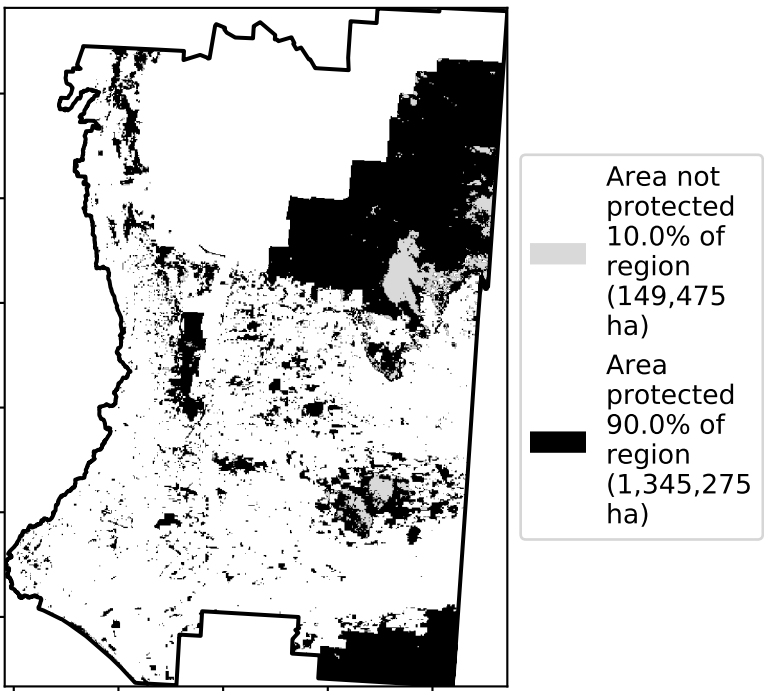 Area not
protected
10.0% of
region
(149,475
ha)
Area
protected
90.0% of
region
(1,345,275
ha)